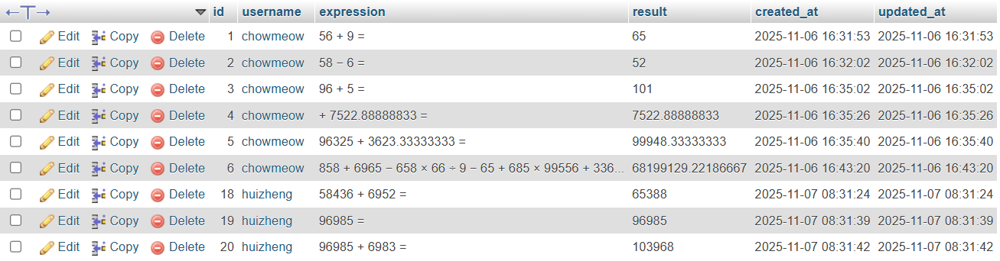 ←T→ id username expression result created_at updated_at
Edit Copy Delete 1 chowmeow 56 + 9 = 65 2025-11-06 16:31:53 2025-11-06 16:31:53
Edit Copy Delete 2 chowmeow 58 − 6 = 52 2025-11-06 16:32:02 2025-11-06 16:32:02
Edit Copy Delete 3 chowmeow 96 + 5 = 101 2025-11-06 16:35:02 2025-11-06 16:35:02
Edit Copy Delete 4 chowmeow + 7522.88888833 = 7522.88888833 2025-11-06 16:35:26 2025-11-06 16:35:26
Edit Copy Delete 5 chowmeow 96325 + 3623.33333333 = 99948.33333333 2025-11-06 16:35:40 2025-11-06 16:35:40
Edit Copy Delete 6 chowmeow 858 + 6965 − 658 × 66 ÷ 9 − 65 + 685 × 99556 + 336... 68199129.22186667 2025-11-06 16:43:20 2025-11-06 16:43:20
Edit Copy Delete 18 huizheng 58436 + 6952 = 65388 2025-11-07 08:31:24 2025-11-07 08:31:24
Edit Copy Delete 19 huizheng 96985 = 96985 2025-11-07 08:31:39 2025-11-07 08:31:39
Edit Copy Delete 20 huizheng 96985 + 6983 = 103968 2025-11-07 08:31:42 2025-11-07 08:31:42